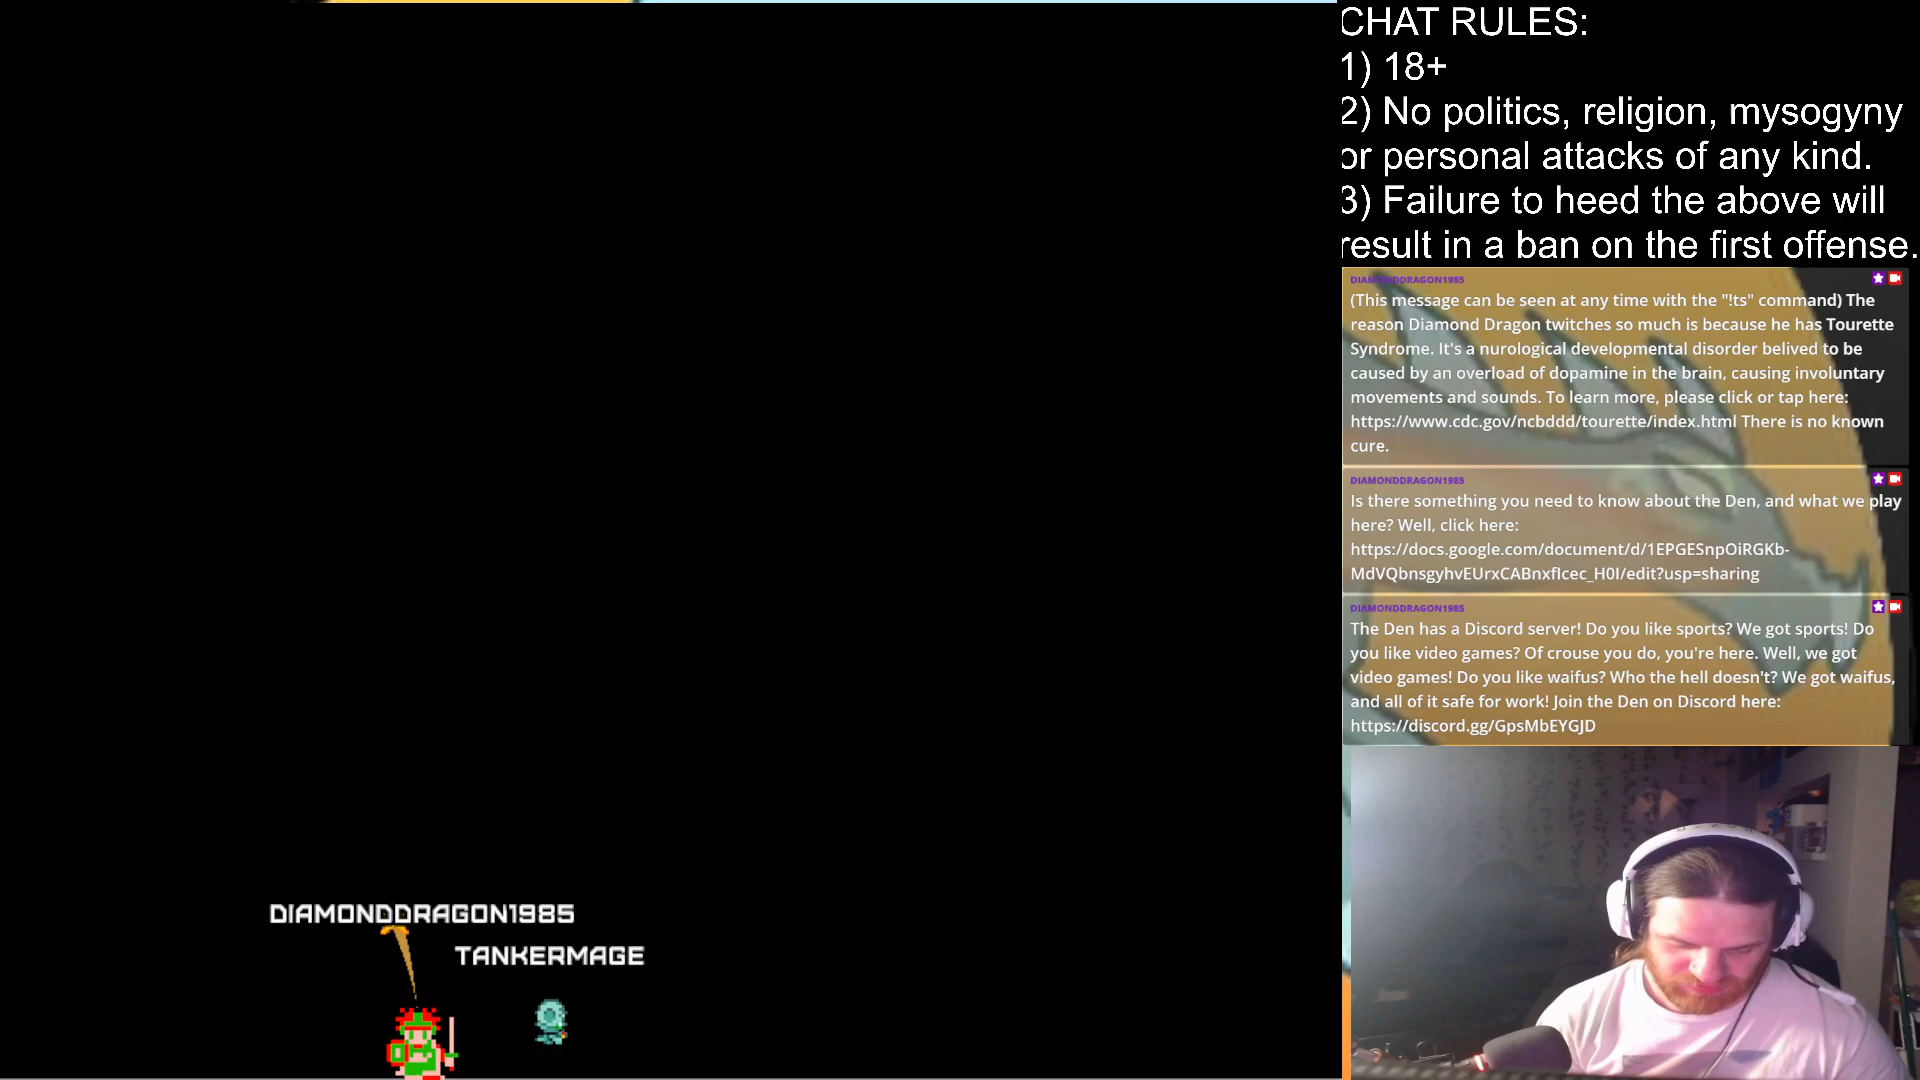 CHAT RULES:
1) 18+
2) No politics, religion, mysogyny
or personal attacks of any kind.
3) Failure to heed the above will
result in a ban on the first offense.
DIAMONDDRAGON1985
(This message can be seen at any time with the "!ts" command) The
reason Diamond Dragon twitches so much is because he has Tourette
Syndrome. It's a nurological developmental disorder belived to be
caused by an overload of dopamine in the brain, causing involuntary
movements and sounds. To learn more, please click or tap here:
https://www.cdc.gov/ncbddd/tourette/index.html There is no known
cure.
DIAMONDDRAGON1985
Is there something you need to know about the Den, and what we play
here? Well, click here:
https://docs.google.com/document/d/1EPGESnpOiRGKb-
MdVQbnsgyhvEUrxCABnxfIcec_H0I/edit?usp=sharing
DIAMONDDRAGON1985
The Den has a Discord server! Do you like sports? We got sports! Do
you like video games? Of crouse you do, you're here. Well, we got
video games! Do you like waifus? Who the hell doesn't? We got waifus,
and all of it safe for work! Join the Den on Discord here:
https://discord.gg/GpsMbEYGJD
DIAMONDDRAGON1985
TANKERMAGE